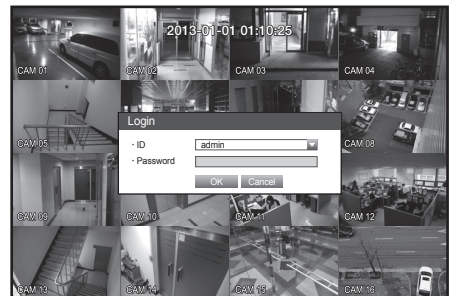 2013-01-01 01:10:25
CAM 01
CAM 02
CAM 03
CAM 04
CAM 05
CAM 08
Login
· ID
admin
· Password
OK
Cancel
CAM 09
CAM 10
CAM 11
CAM 12
CAM 13
CAM 14
CAM 15
CAM 16